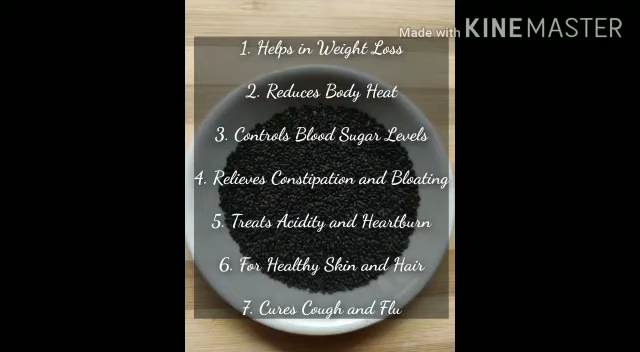 Made with KINEMASTER
1. Helps in Weight Loss
2. Reduces Body Heat
3. Controls Blood Sugar Levels
4. Relieves Constipation and Bloating
5. Treats Acidity and Heartburn
6. For Healthy Skin and Hair
7. Cures Cough and Flu